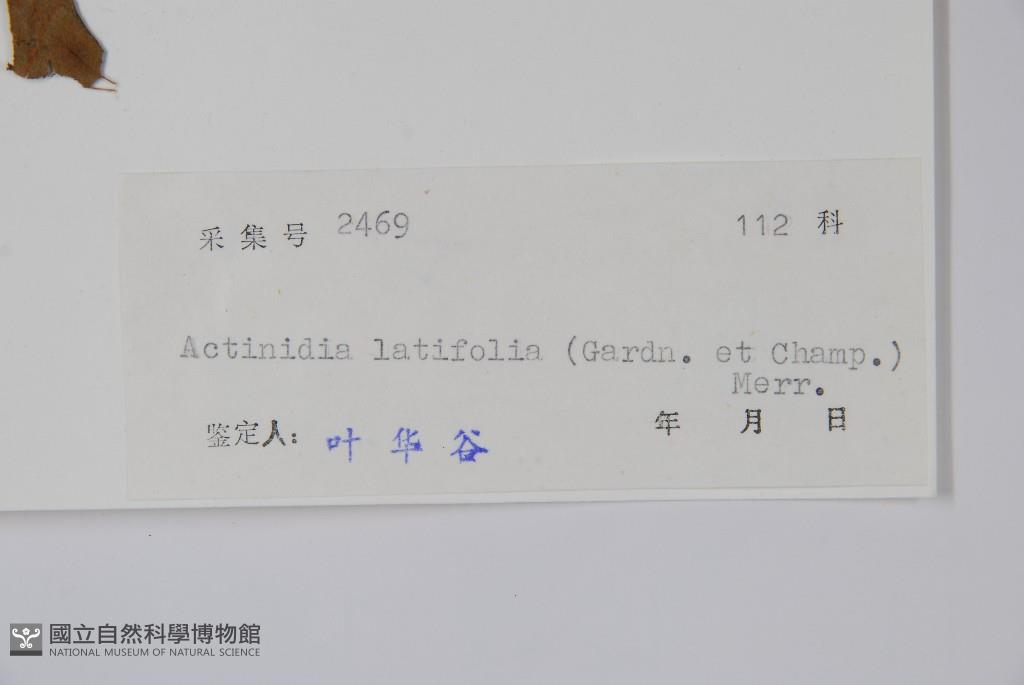 采集号 2469 112 科
Actinidia latifolia (Gardn. et Champ.)
Merr.
鉴定人: 叶华谷 年 月 日
國立自然科學博物館
NATIONAL MUSEUM OF NATURAL SCIENCE